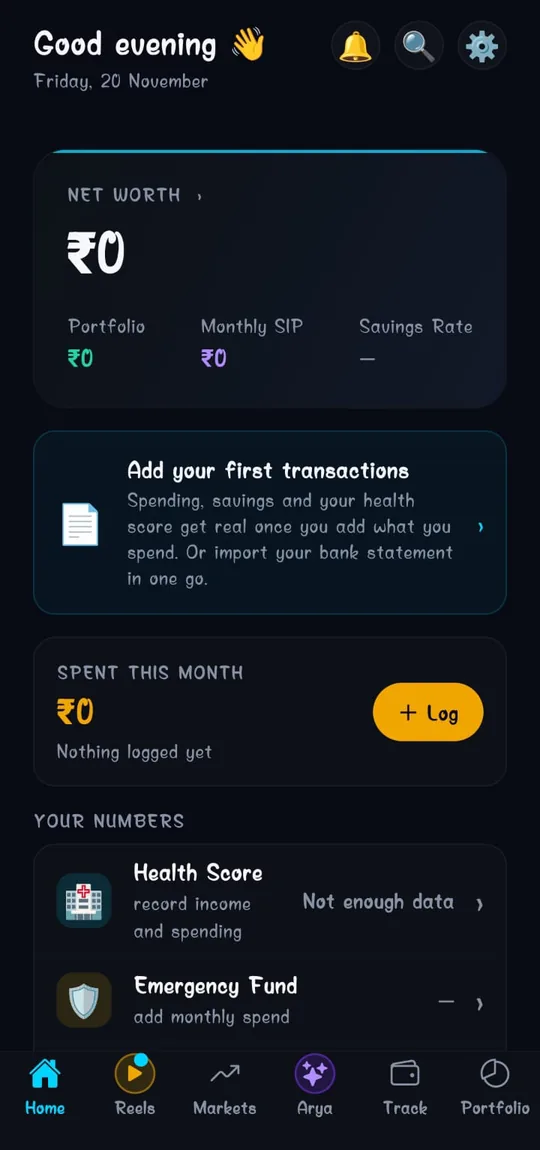 Good evening 👋
Friday, 20 November
NET WORTH ›
₹0
Portfolio Monthly SIP Savings Rate
₹0 ₹0 —
Add your first transactions
Spending, savings and your health
score get real once you add what you
spend. Or import your bank statement
in one go.
SPENT THIS MONTH
₹0
+ Log
Nothing logged yet
YOUR NUMBERS
Health Score
record income
and spending
Not enough data ›
Emergency Fund
add monthly spend
— ›
Home Reels Markets Arya Track Portfolio